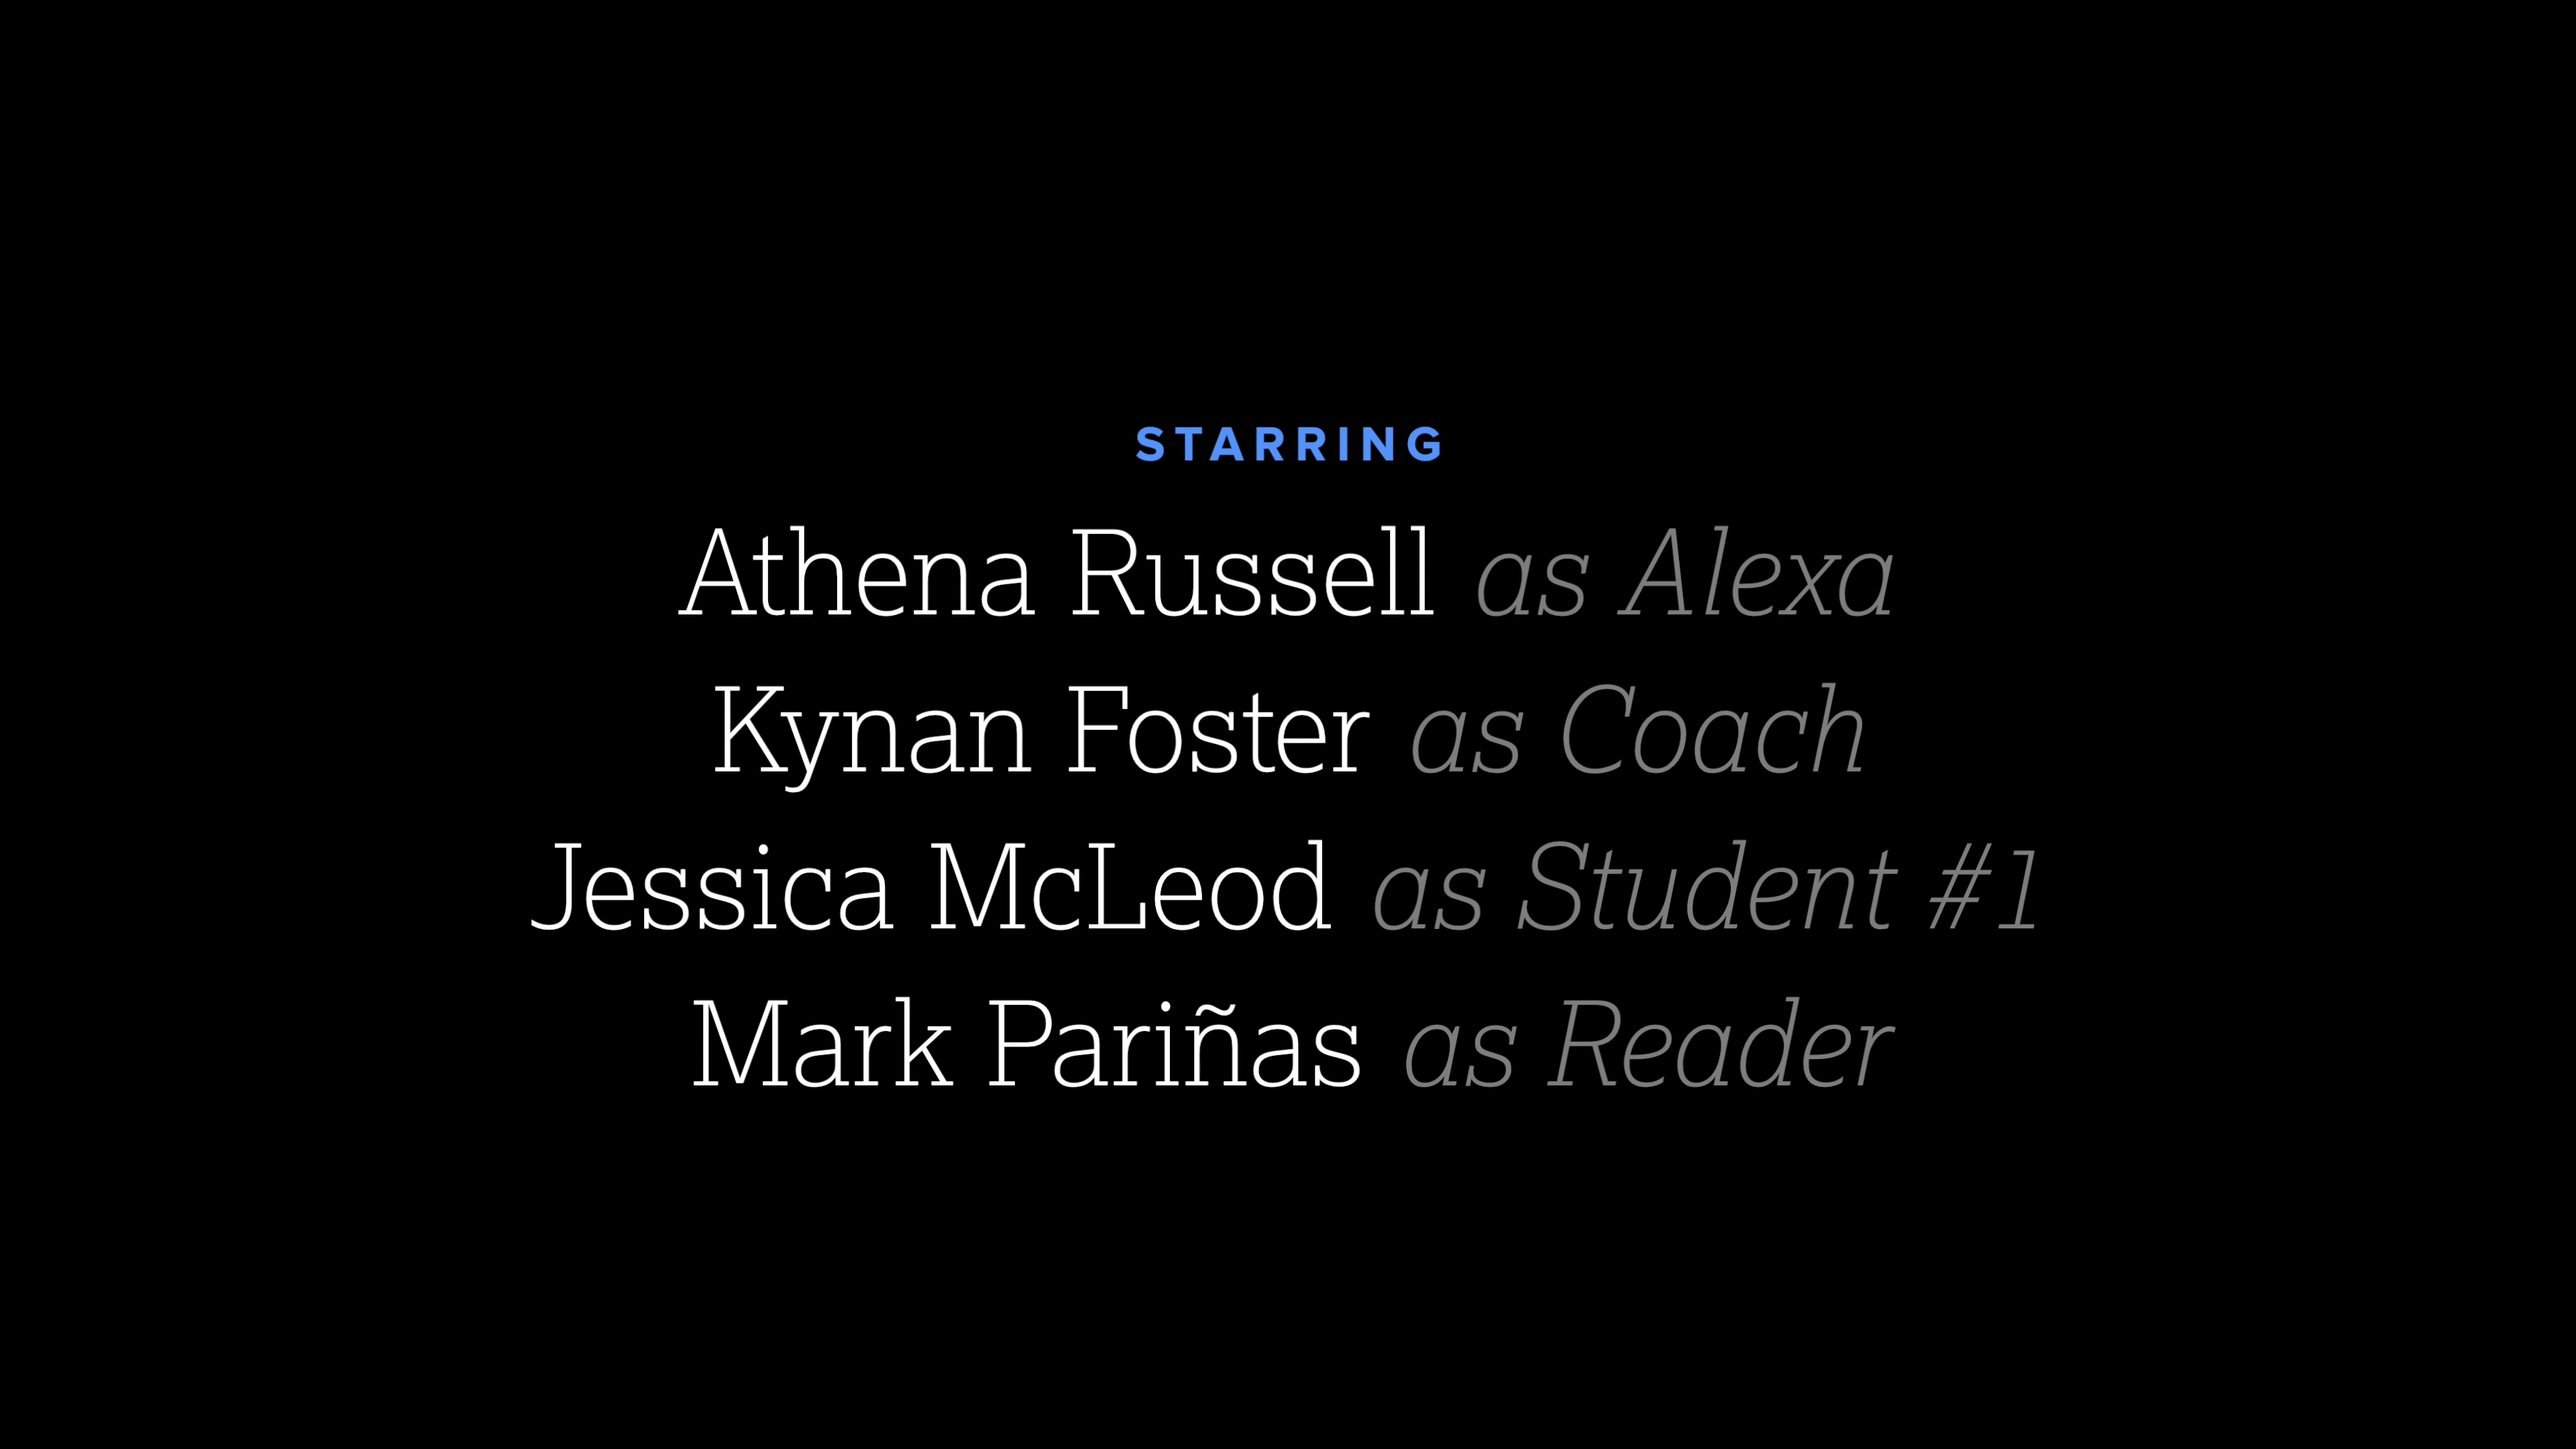 STARRING
Athena Russell as Alexa
Kynan Foster as Coach
Jessica McLeod as Student #1
Mark Pariñas as Reader